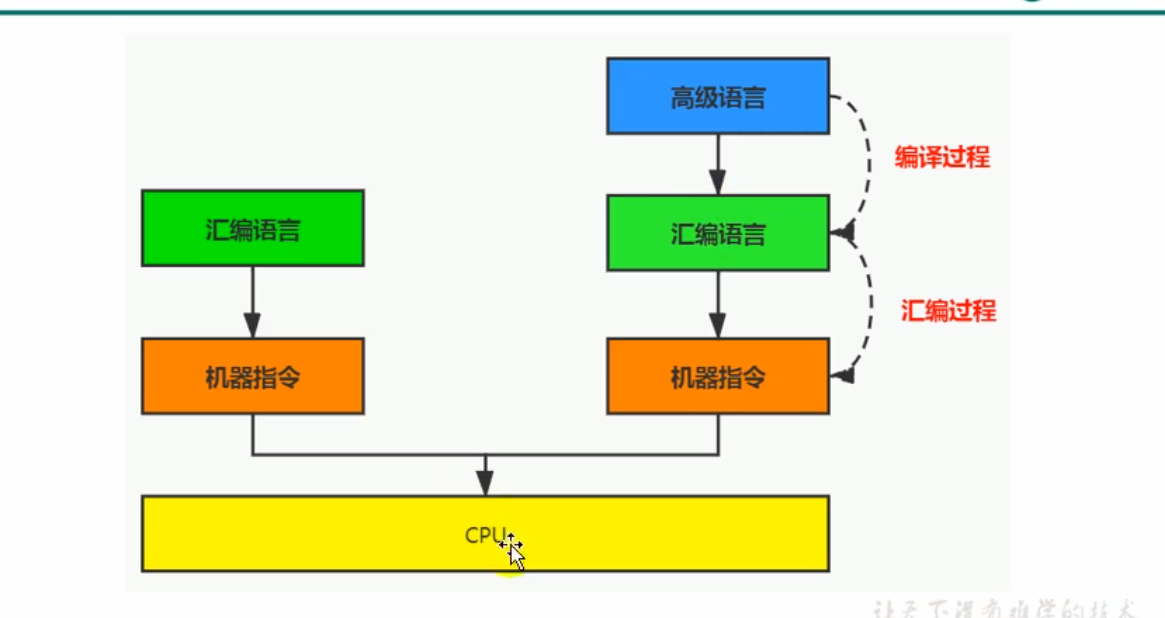 高级语言
编译过程
汇编语言
汇编语言
汇编过程
机器指令
机器指令
CPU
让天下没有难学的技术